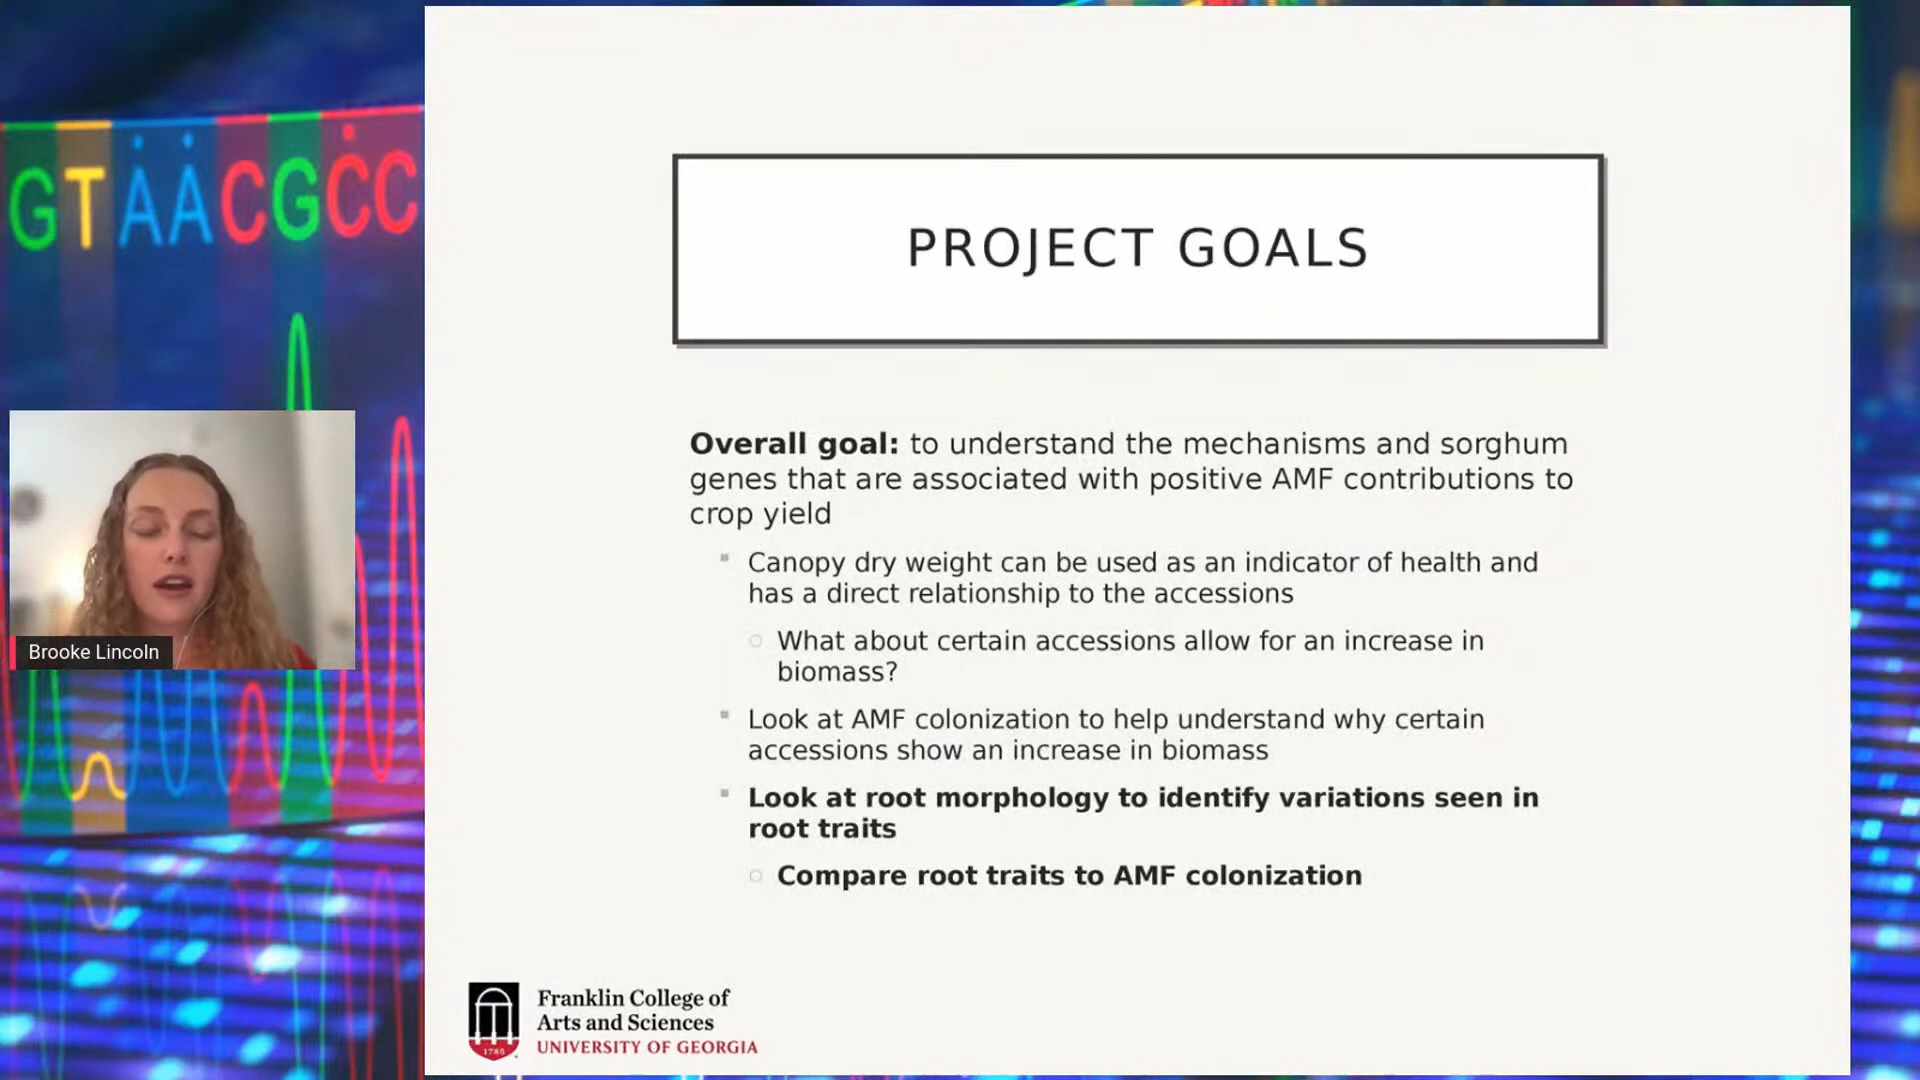 GTAACGCC
PROJECT GOALS
Overall goal: to understand the mechanisms and sorghum
genes that are associated with positive AMF contributions to
crop yield
Canopy dry weight can be used as an indicator of health and
has a direct relationship to the accessions
What about certain accessions allow for an increase in
biomass?
Look at AMF colonization to help understand why certain
accessions show an increase in biomass
Look at root morphology to identify variations seen in
root traits
Compare root traits to AMF colonization
Brooke Lincoln
Franklin College of
Arts and Sciences
UNIVERSITY OF GEORGIA
1785